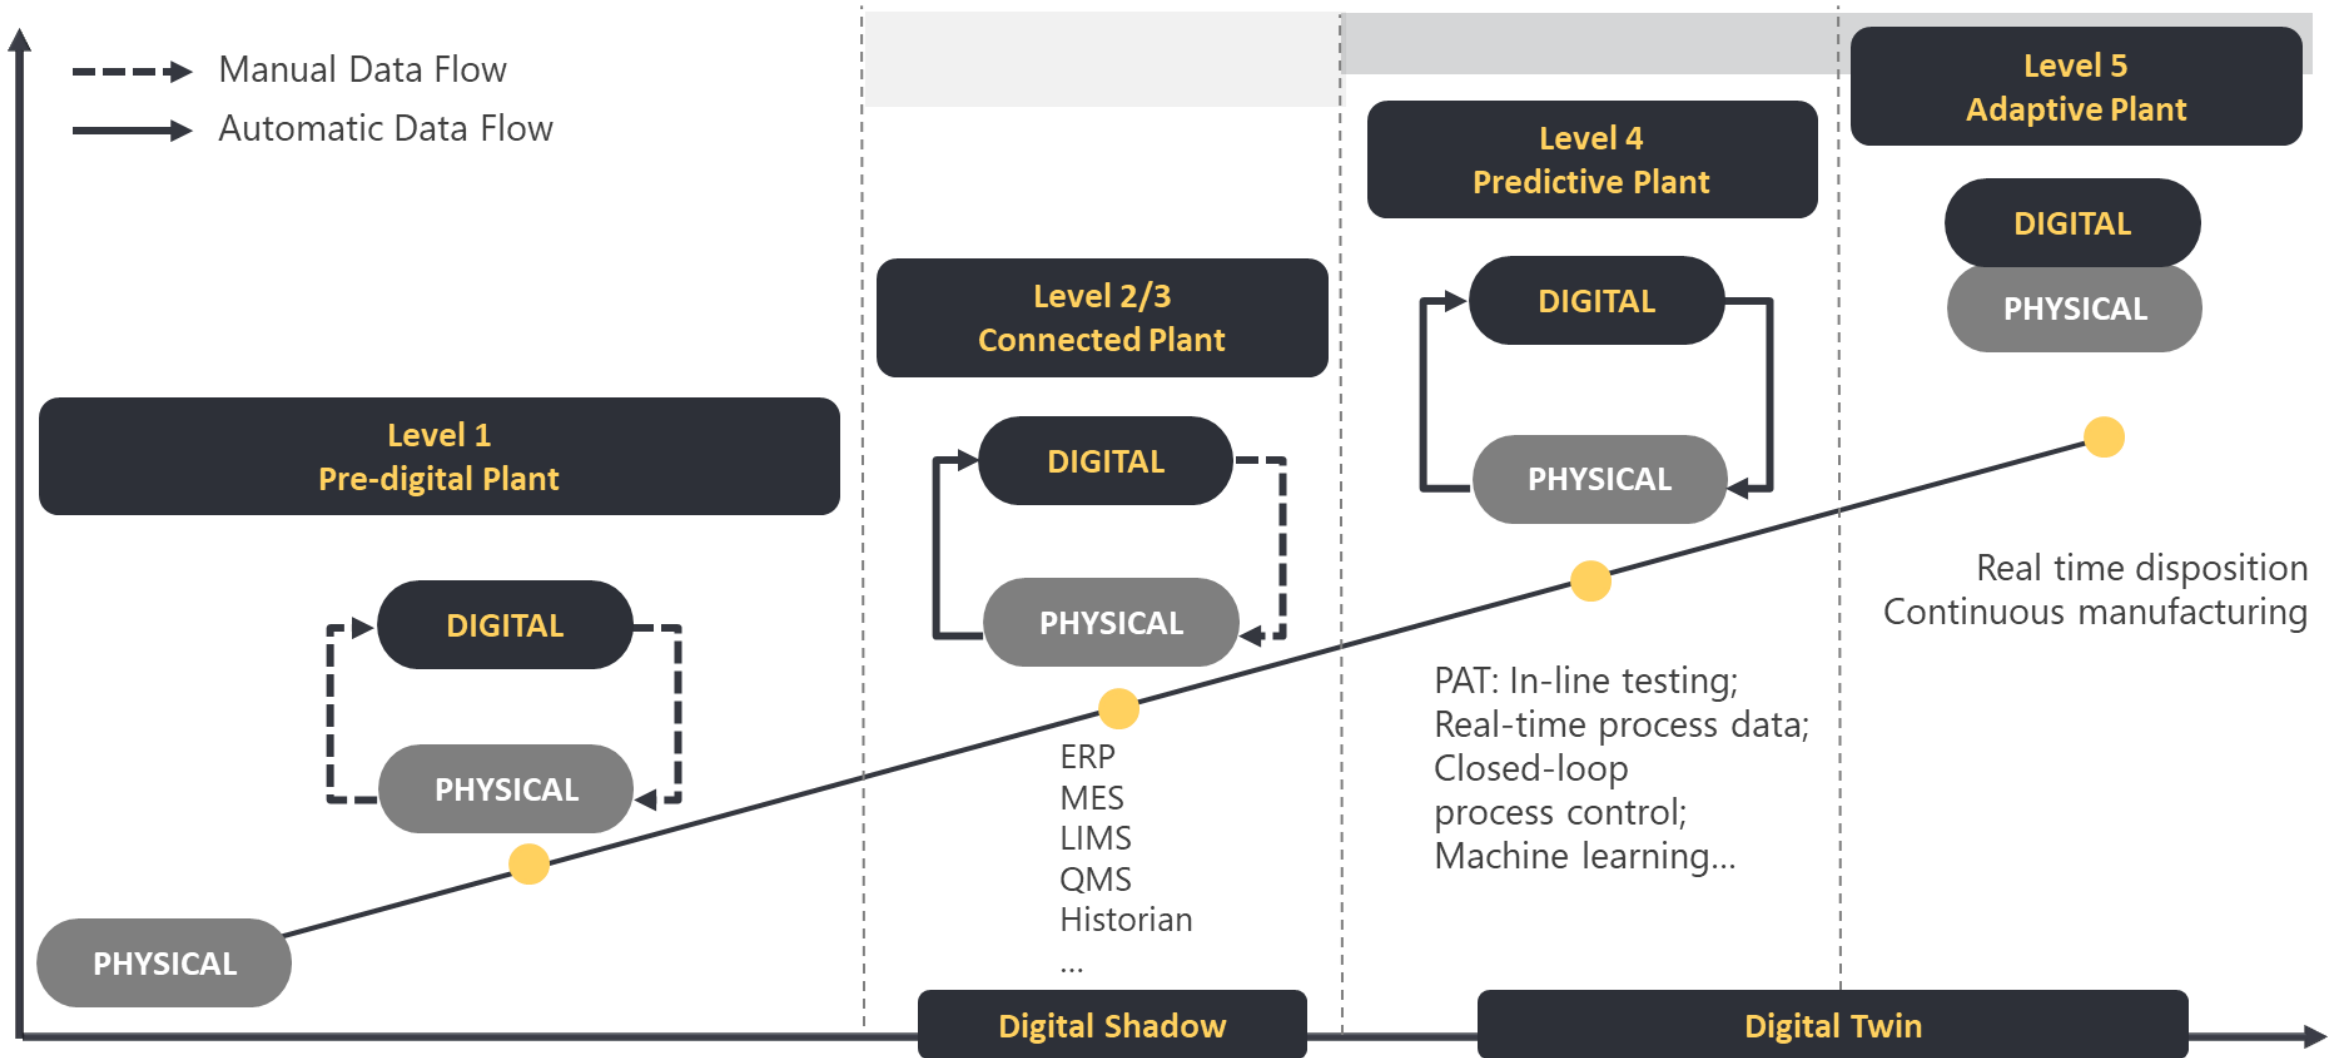 Manual Data Flow
Automatic Data Flow
Level 1
Pre-digital Plant
DIGITAL
PHYSICAL
PHYSICAL
Level 2/3
Connected Plant
DIGITAL
PHYSICAL
ERP
MES
LIMS
QMS
Historian
...
Digital Shadow
Level 4
Predictive Plant
DIGITAL
PHYSICAL
PAT: In-line testing;
Real-time process data;
Closed-loop
process control;
Machine learning...
Level 5
Adaptive Plant
DIGITAL
PHYSICAL
Real time disposition
Continuous manufacturing
Digital Twin